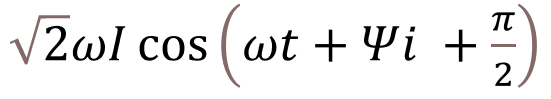 √2ωI cos (ωt + Ψi + π/2)